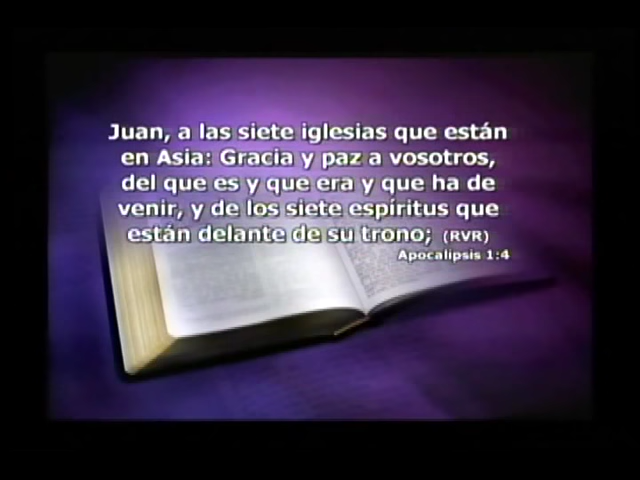 Juan, a las siete iglesias que están
en Asia: Gracia y paz a vosotros,
del que es y que era y que ha de
venir, y de los siete espíritus que
están delante de su trono; (RVR)
Apocalipsis 1:4